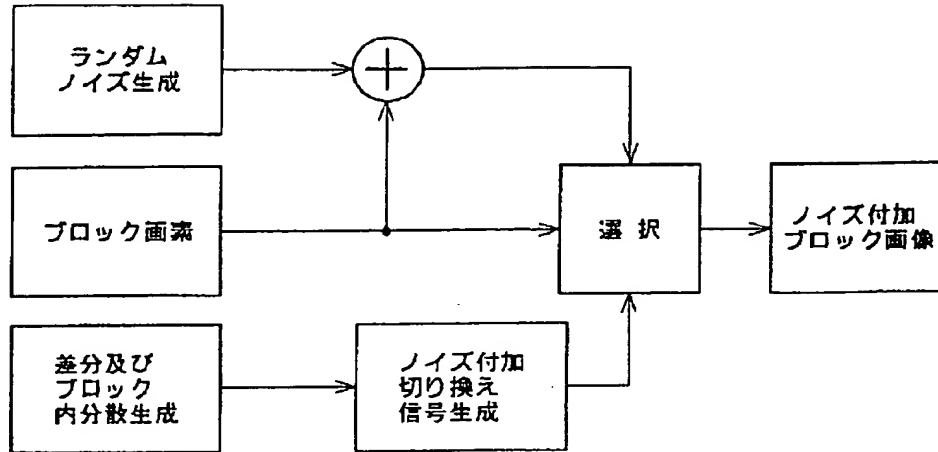 ランダム
ノイズ生成
ブロック画素
選択
ノイズ付加
ブロック画像
差分及び
ブロック
内分散生成
ノイズ付加
切り換え
信号生成